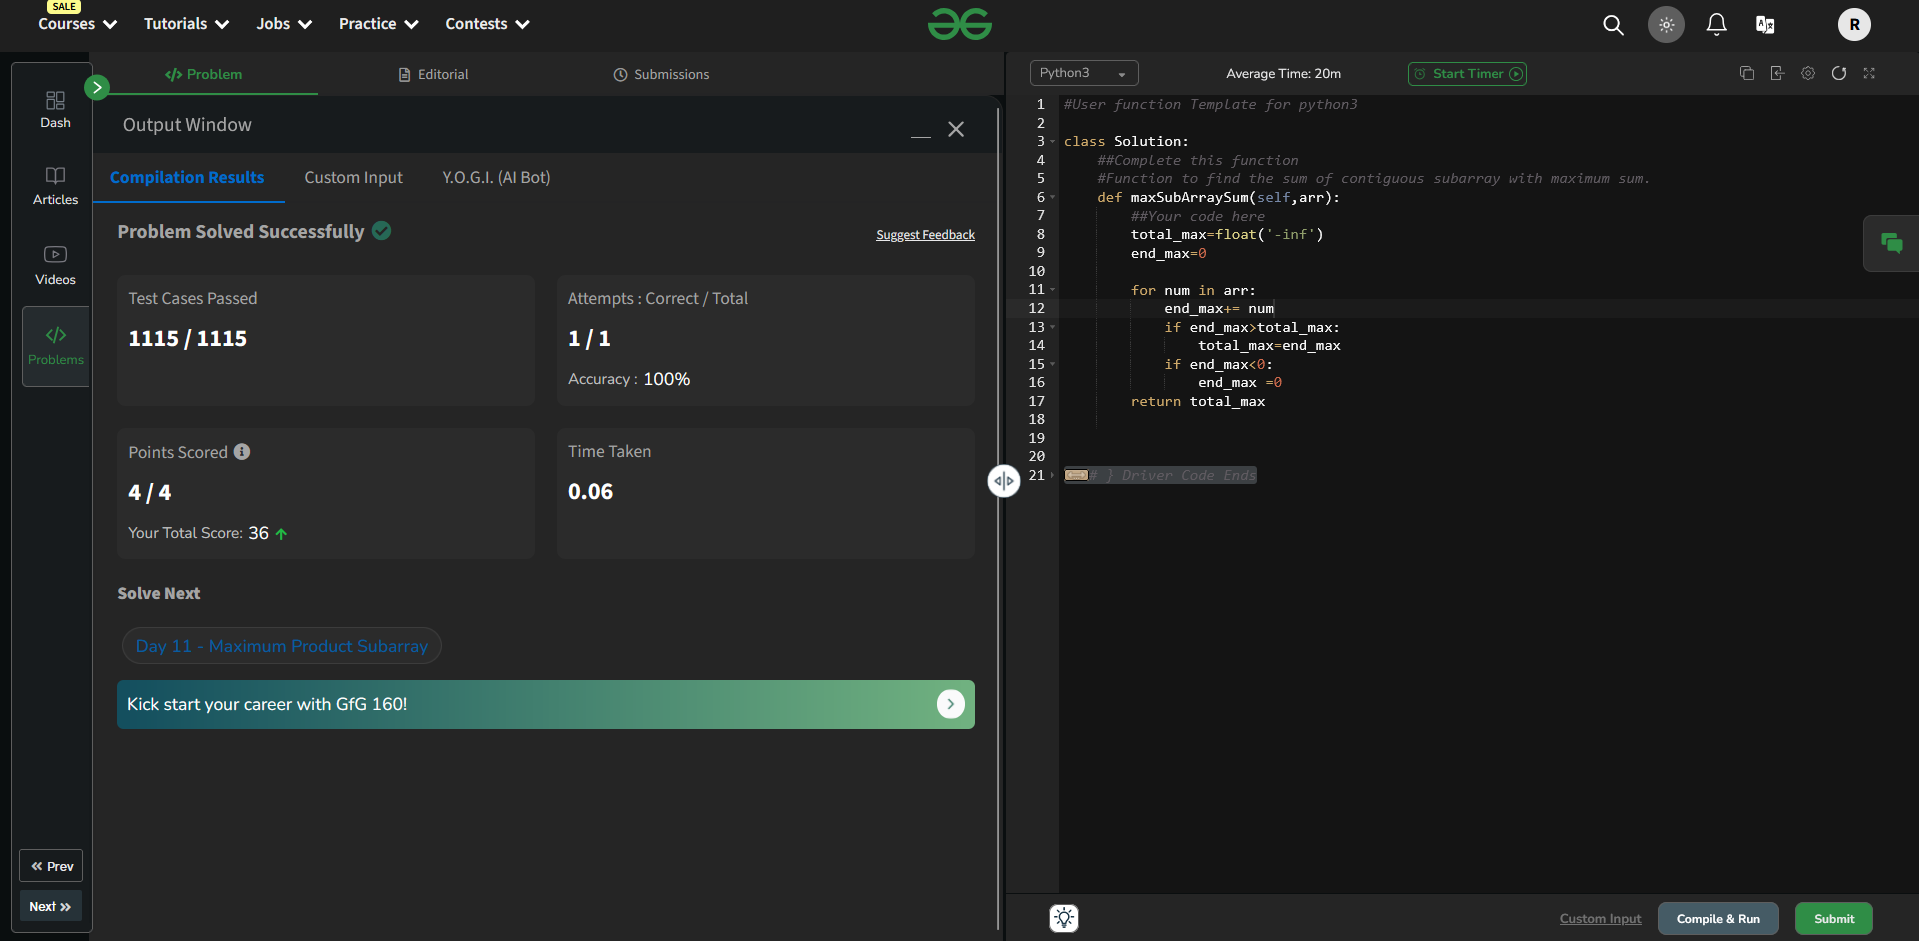 SALE
Courses
Tutorials
Jobs
Practice
Contests
R
Dash
Articles
Videos
Problems
Prev
Next
Problem
Editorial
Submissions
Output Window
Compilation Results
Custom Input
Y.O.G.I. (AI Bot)
Problem Solved Successfully
Suggest Feedback
Test Cases Passed
1115 / 1115
Attempts : Correct / Total
1 / 1
Accuracy : 100%
Points Scored
4 / 4
Your Total Score: 36
Time Taken
0.06
Solve Next
Day 11 - Maximum Product Subarray
Kick start your career with GfG 160!
Python3
Average Time: 20m
Start Timer
1 #User function Template for python3
2
3 class Solution:
4 ##Complete this function
5 #Function to find the sum of contiguous subarray with maximum sum.
6 def maxSubArraySum(self,arr):
7 ##Your code here
8 total_max=float('-inf')
9 end_max=0
10
11 for num in arr:
12 end_max+= num
13 if end_max>total_max:
14 total_max=end_max
15 if end_max<0:
16 end_max =0
17 return total_max
18
19
20
21 # } Driver Code Ends
Custom Input
Compile & Run
Submit